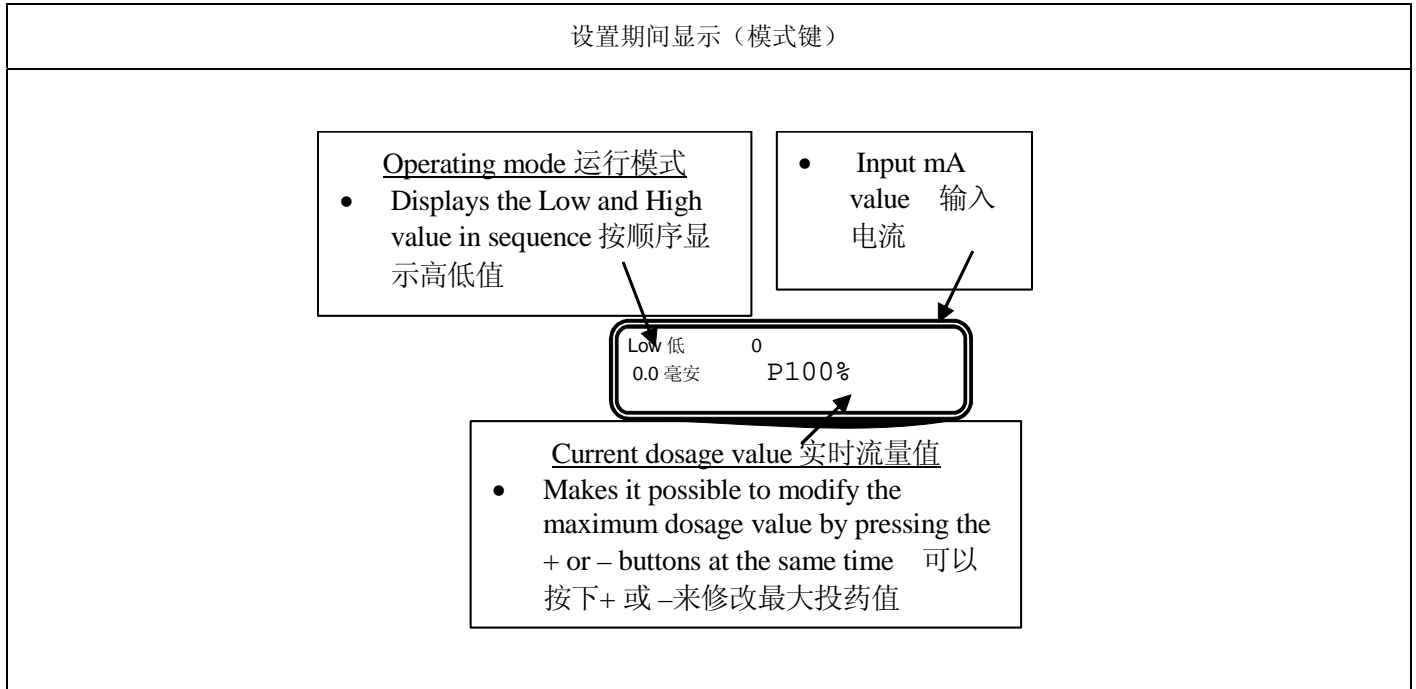 设置期间显示（模式键）
Operating mode 运行模式
• Displays the Low and High
value in sequence 按顺序显
示高低值
• Input mA
value 输入
电流
Low 低 0
0.0 毫安 P100%
Current dosage value 实时流量值
• Makes it possible to modify the
maximum dosage value by pressing the
+ or – buttons at the same time 可以
按下+ 或 –来修改最大投药值